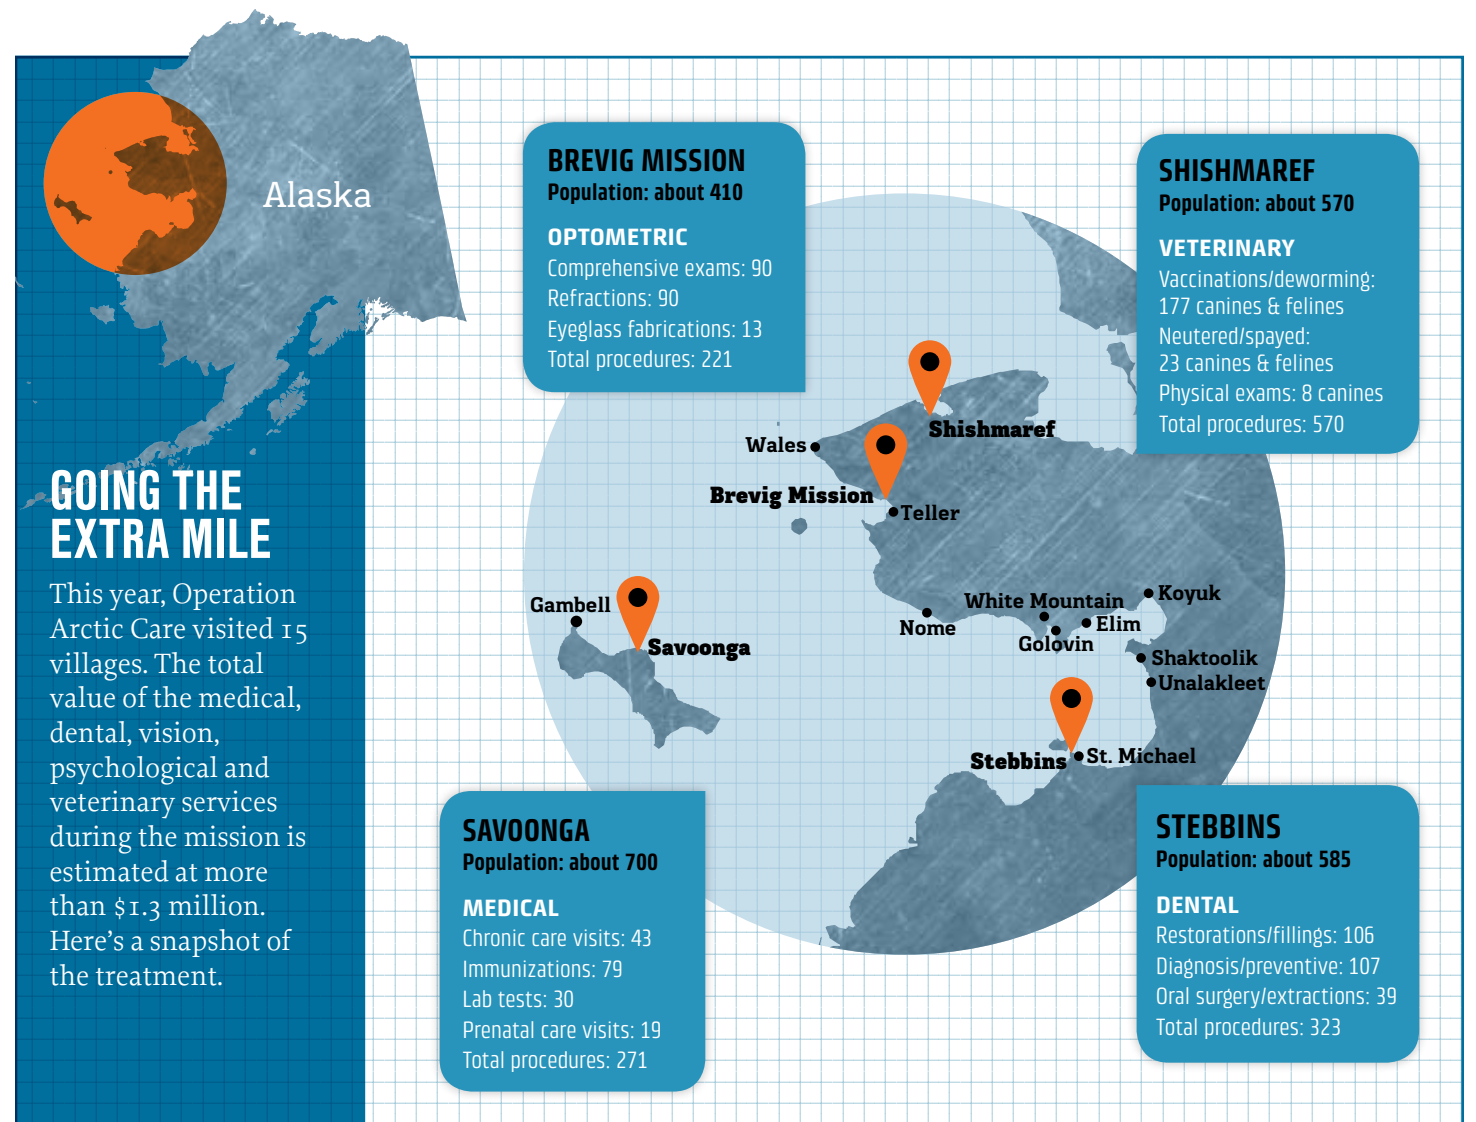 Alaska
GOING THE
EXTRA MILE
This year, Operation
Arctic Care visited 15
villages. The total
value of the medical,
dental, vision,
psychological and
veterinary services
during the mission is
estimated at more
than $1.3 million.
Here's a snapshot of
the treatment.
BREVIG MISSION
Population: about 410
OPTOMETRIC
Comprehensive exams: 90
Refractions: 90
Eyeglass fabrications: 13
Total procedures: 221
SHISHMAREF
Population: about 570
VETERINARY
Vaccinations/deworming:
177 canines & felines
Neutered/spayed:
23 canines & felines
Physical exams: 8 canines
Total procedures: 570
Shishmaref
Wales
Brevig Mission
Teller
Gambell
Savoonga
Nome
White Mountain
Golovin
Elim
Koyuk
Shaktoolik
Unalakleet
Stebbins
St. Michael
SAVOONGA
Population: about 700
MEDICAL
Chronic care visits: 43
Immunizations: 79
Lab tests: 30
Prenatal care visits: 19
Total procedures: 271
STEBBINS
Population: about 585
DENTAL
Restorations/fillings: 106
Diagnosis/preventive: 107
Oral surgery/extractions: 39
Total procedures: 323